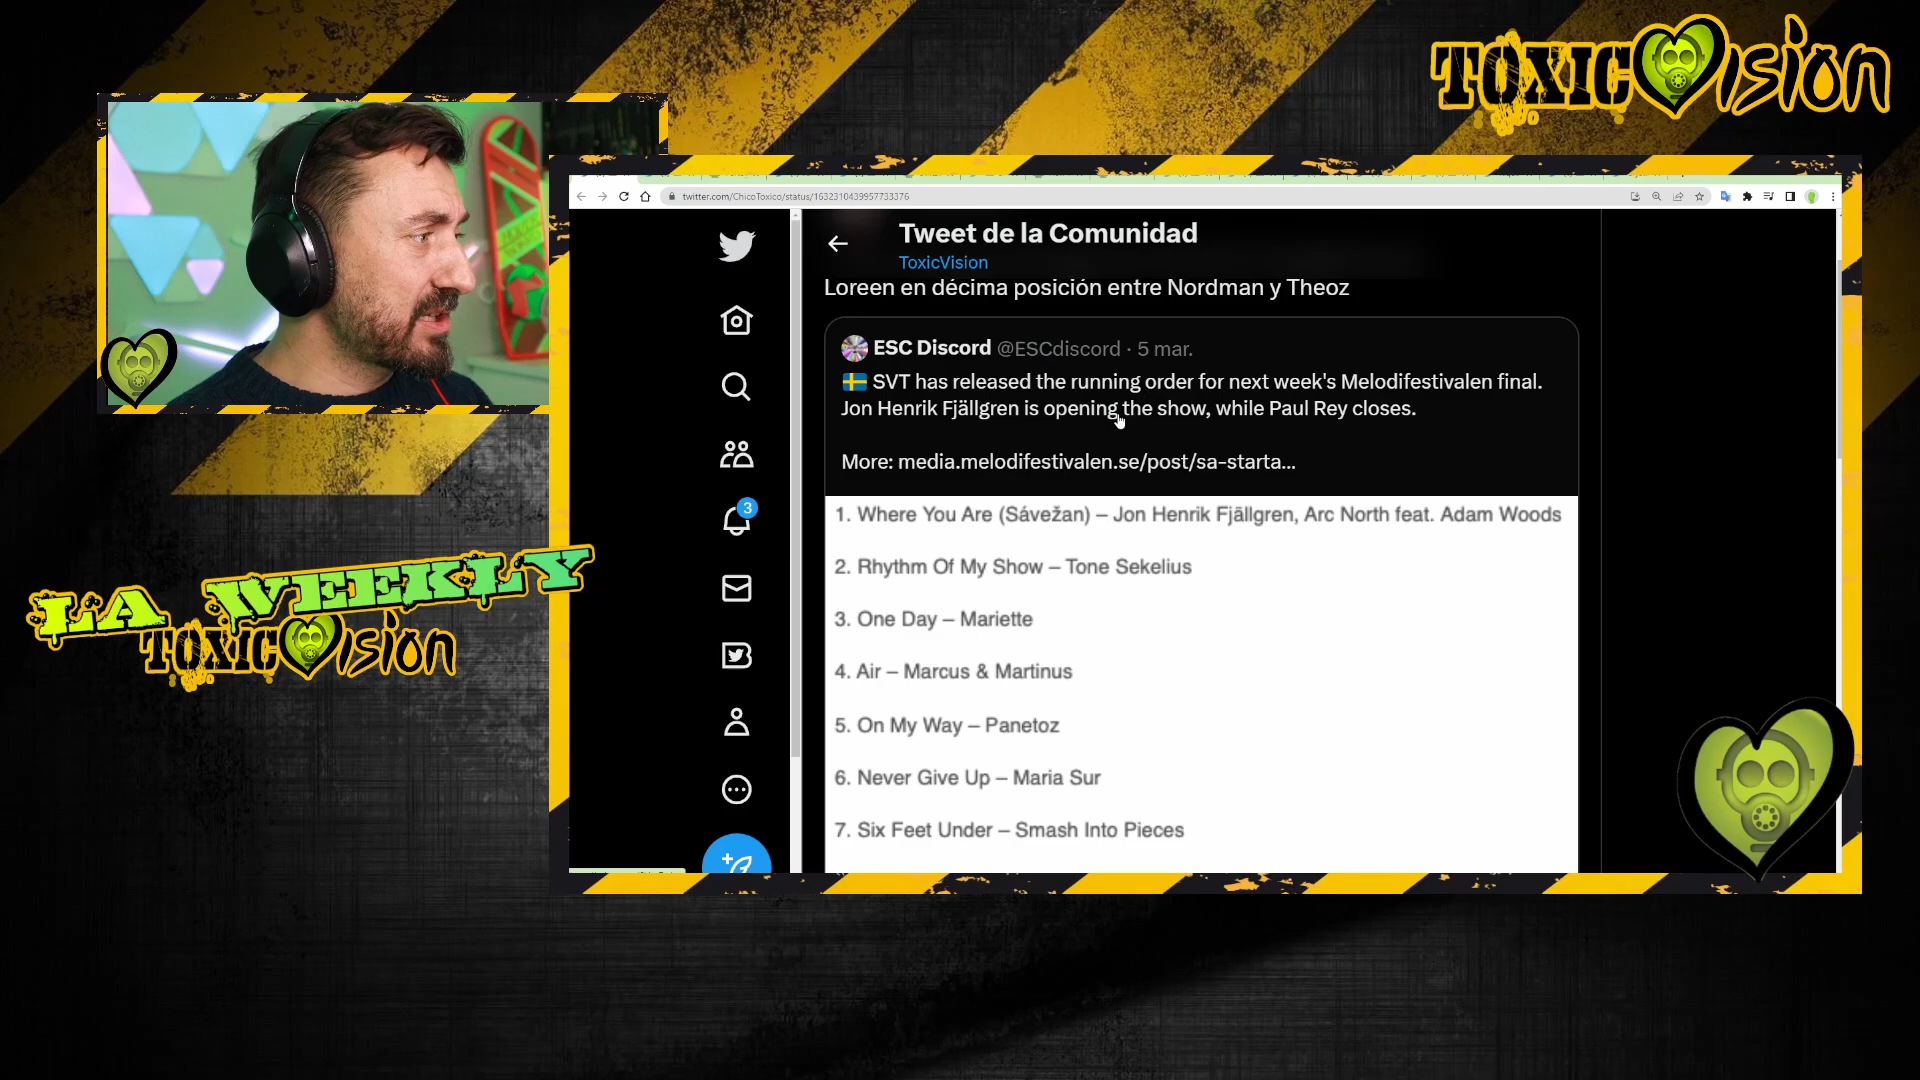 TOXICVISION
twitter.com/ChicoToxico/status/1632310439957733376
Tweet de la Comunidad
ToxicVision
Loreen en décima posición entre Nordman y Theoz
ESC Discord @ESCdiscord · 5 mar.
SVT has released the running order for next week's Melodifestivalen final.
Jon Henrik Fjällgren is opening the show, while Paul Rey closes.
More: media.melodifestivalen.se/post/sa-starta...
3
1. Where You Are (Sávežan) – Jon Henrik Fjällgren, Arc North feat. Adam Woods
2. Rhythm Of My Show – Tone Sekelius
3. One Day – Mariette
4. Air – Marcus & Martinus
5. On My Way – Panetoz
6. Never Give Up – Maria Sur
7. Six Feet Under – Smash Into Pieces
LA WEEKLY
TOXICVISION